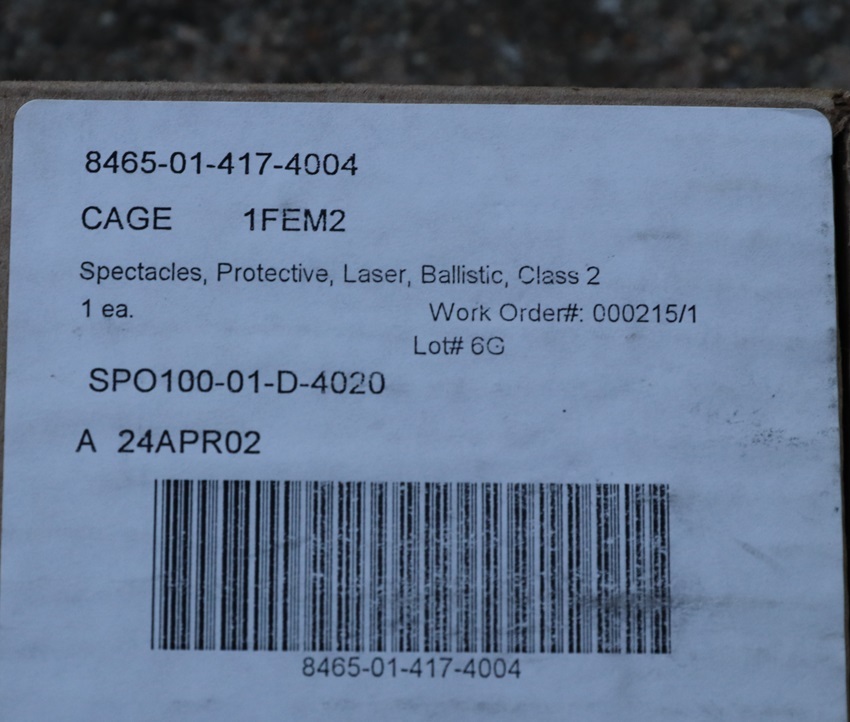 8465-01-417-4004
CAGE 1FEM2
Spectacles, Protective, Laser, Ballistic, Class 2
1 ea. Work Order#: 000215/1
Lot# 6G
SPO100-01-D-4020
A 24APR02
8465-01-417-4004